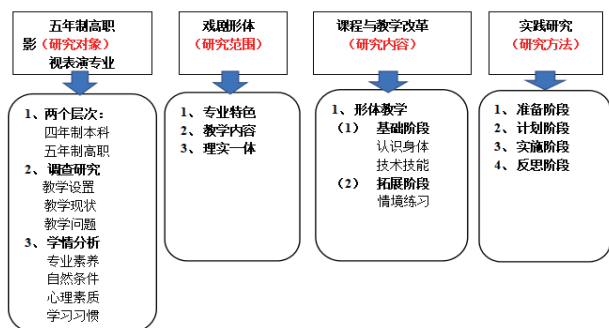 五年制高职
影（研究对象）
视表演专业
戏剧形体
（研究范围）
课程与教学改革
（研究内容）
实践研究
（研究方法）
1、两个层次：
四年制本科
五年制高职
2、调查研究
教学设置
教学现状
教学问题
3、学情分析
专业素养
自然条件
心理素质
学习习惯
1、专业特色
2、教学内容
3、理实一体
1、形体教学
（1） 基础阶段
认识身体
技术技能
（2） 拓展阶段
情境练习
1、准备阶段
2、计划阶段
3、实施阶段
4、反思阶段